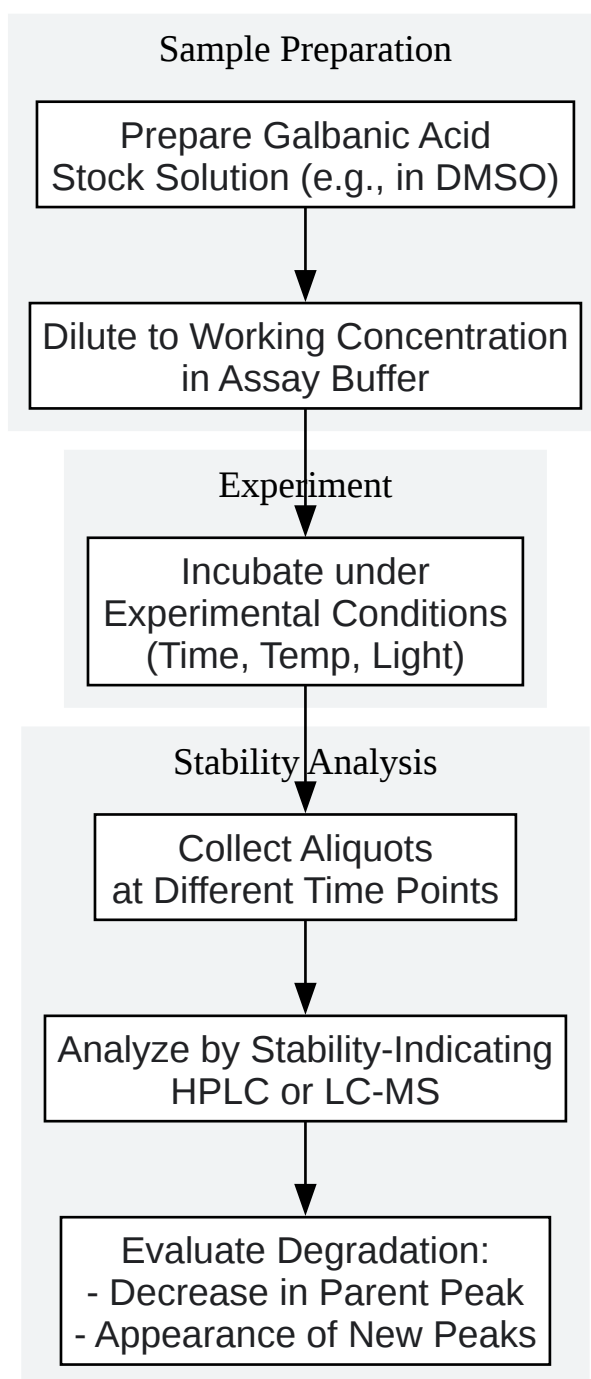 Sample Preparation
Prepare Galbanic Acid
Stock Solution (e.g., in DMSO)
Dilute to Working Concentration
in Assay Buffer
Experiment
Incubate under
Experimental Conditions
(Time, Temp, Light)
Stability Analysis
Collect Aliquots
at Different Time Points
Analyze by Stability-Indicating
HPLC or LC-MS
Evaluate Degradation:
- Decrease in Parent Peak
- Appearance of New Peaks